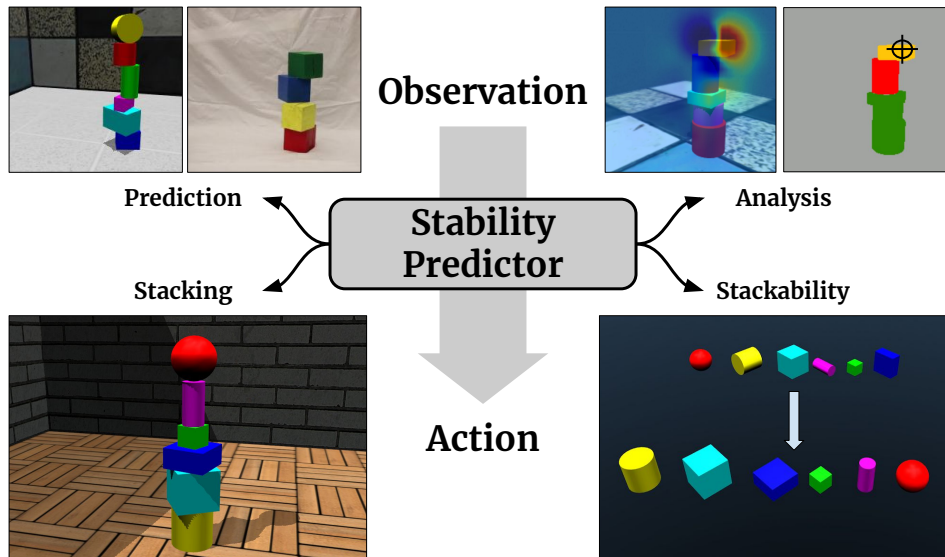 Observation
Prediction
Analysis
Stability
Predictor
Stacking
Stackability
Action